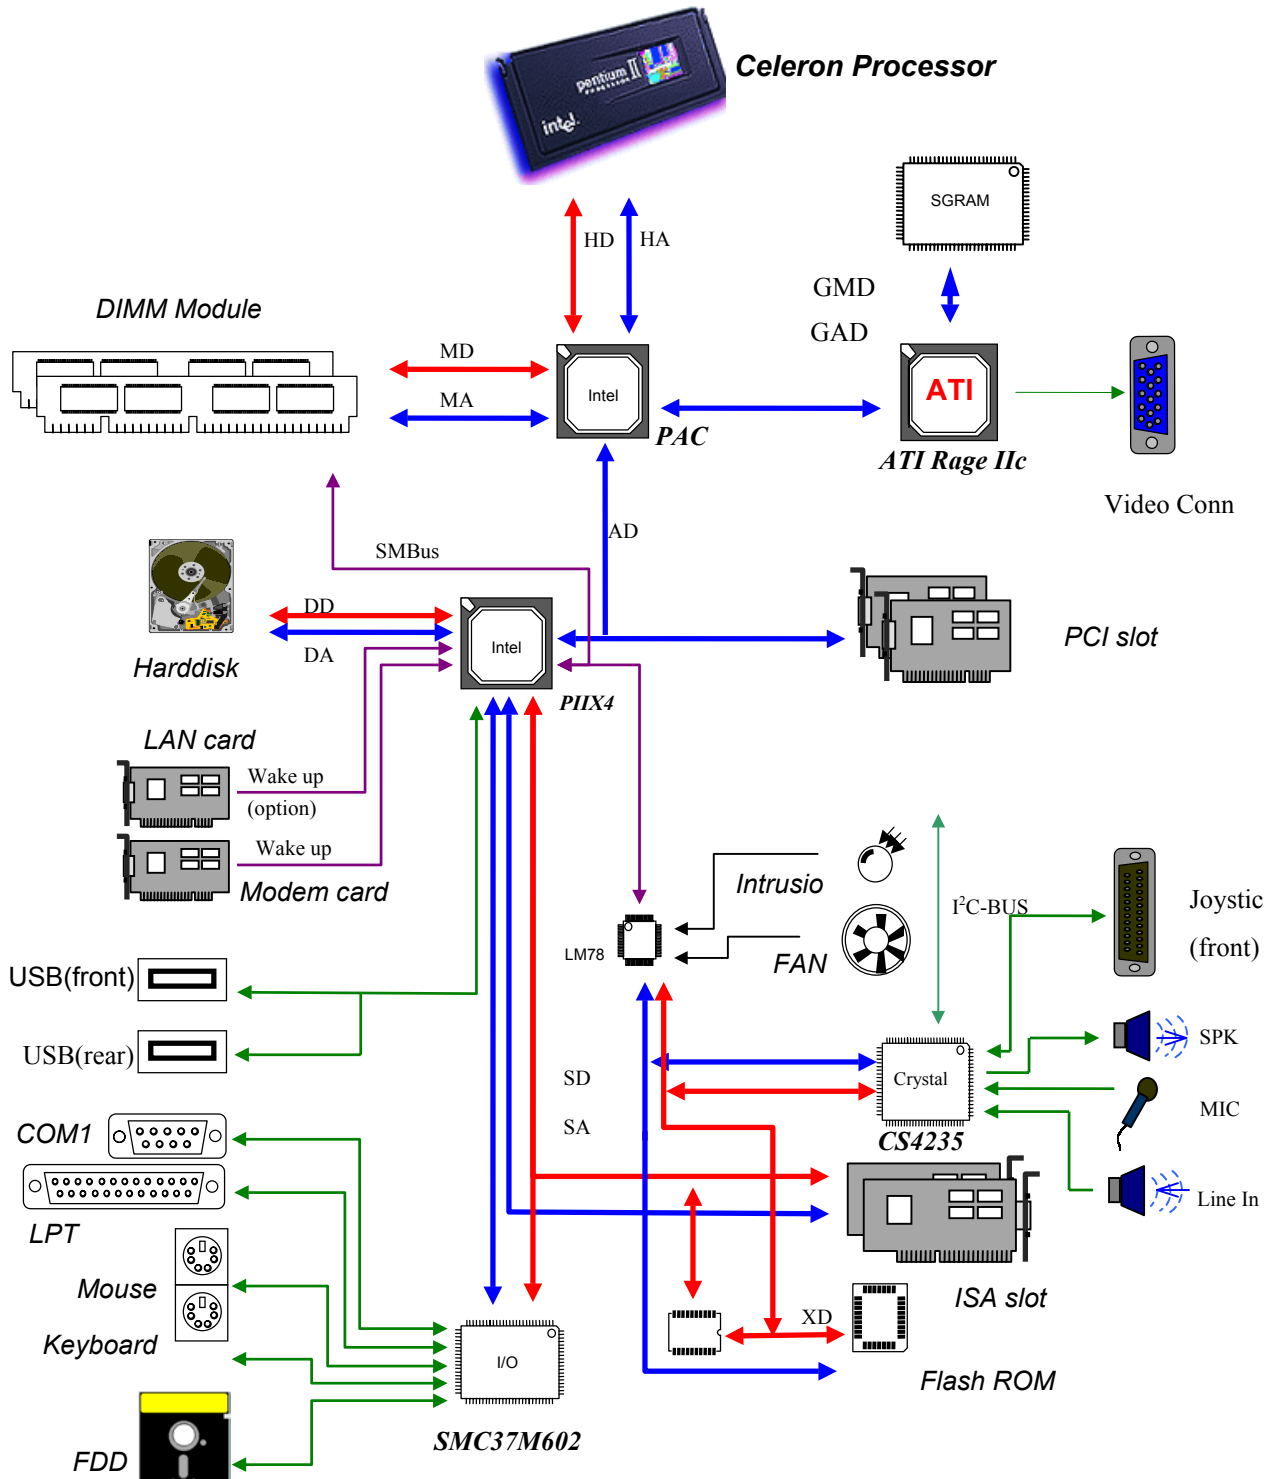 Celeron Processor
pentium II
PROCESSOR
intel.
SGRAM
HD
HA
GMD
GAD
DIMM Module
MD
MA
Intel
PAC
ATI
ATI Rage IIc
Video Conn
AD
SMBus
DD
DA
Harddisk
Intel
PIIX4
PCI slot
LAN card
Wake up
(option)
Wake up
Modem card
Intrusio
I²C-BUS
Joystic
(front)
LM78
FAN
USB(front)
USB(rear)
SPK
SD
SA
Crystal
CS4235
MIC
COM1
LPT
Line In
Mouse
Keyboard
ISA slot
XD
I/O
Flash ROM
SMC37M602
FDD